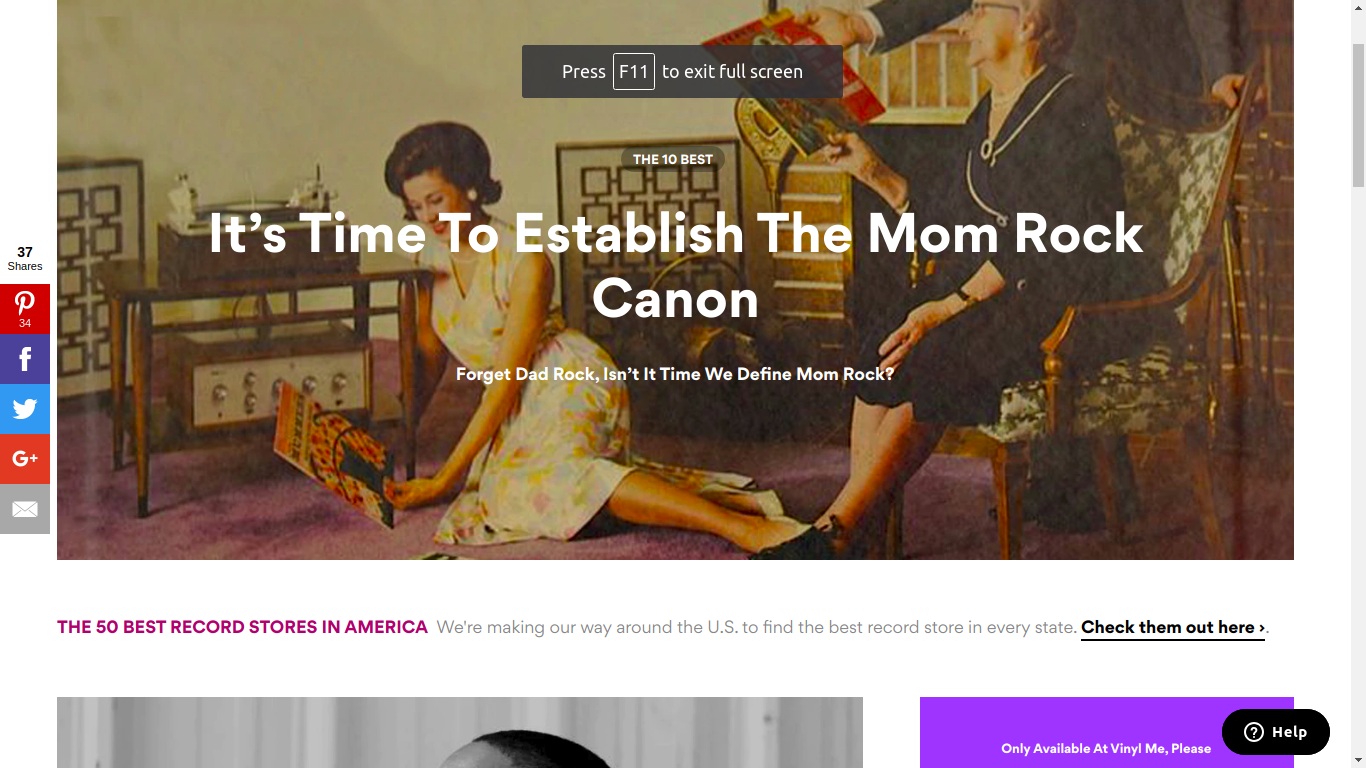 Press F11 to exit full screen
THE 10 BEST
It’s Time To Establish The Mom Rock
Canon
Forget Dad Rock, Isn’t It Time We Define Mom Rock?
37
Shares
34
THE 50 BEST RECORD STORES IN AMERICA We're making our way around the U.S. to find the best record store in every state. Check them out here ›.
Only Available At Vinyl Me, Please
Help